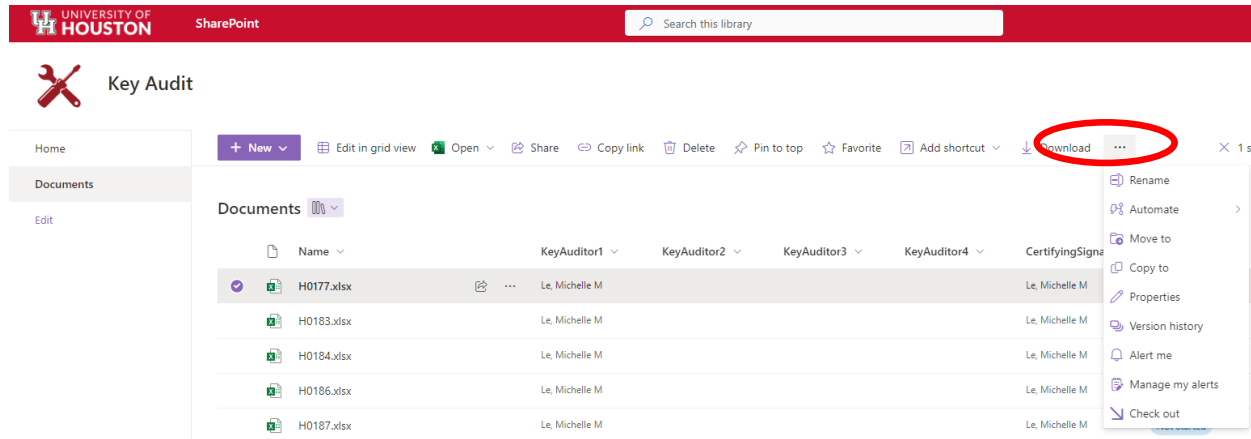 UNIVERSITY OF
HOUSTON
SharePoint
Search this library
Key Audit
Home
Documents
Edit
New
Edit in grid view
Open
Share
Copy link
Delete
Pin to top
Favorite
Add shortcut
Download
...
1 s
Rename
Automate
Move to
Copy to
Properties
Version history
Alert me
Manage my alerts
Check out
Documents
Name KeyAuditor1 KeyAuditor2 KeyAuditor3 KeyAuditor4 CertifyingSigna
H0177.xlsx ... Le, Michelle M Le, Michelle M
H0183.xlsx Le, Michelle M Le, Michelle M
H0184.xlsx Le, Michelle M Le, Michelle M
H0186.xlsx Le, Michelle M Le, Michelle M
H0187.xlsx Le, Michelle M Le, Michelle M